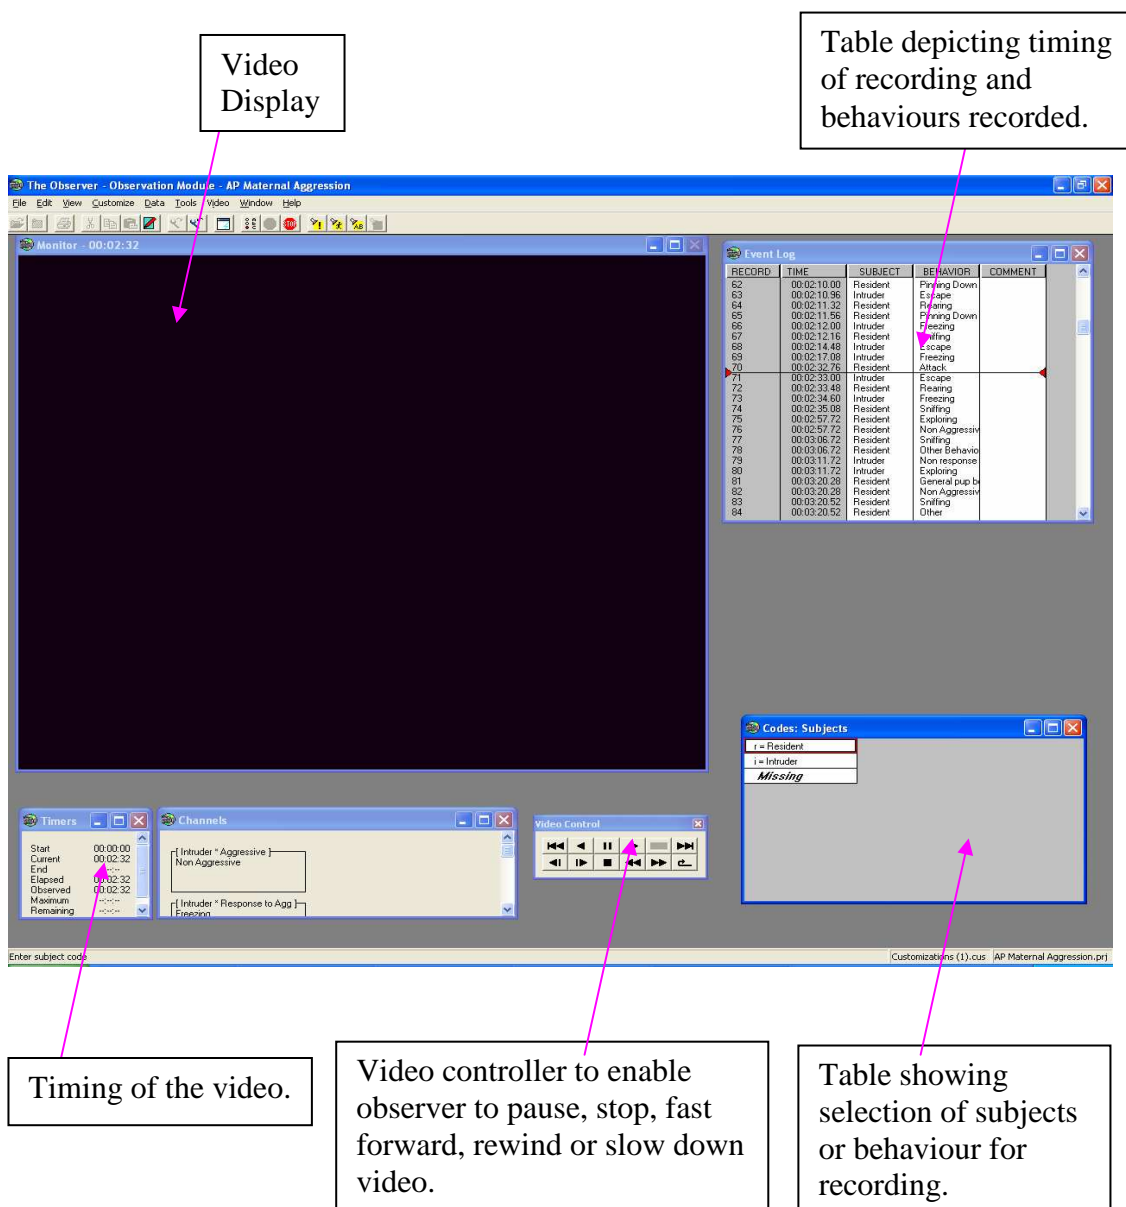 Video
Display
Table depicting timing
of recording and
behaviours recorded.
The Observer - Observation Module - AP Maternal Aggression
File Edit View Customize Data Tools Video Window Help
Monitor - 00:02:32
Event Log
RECORD TIME SUBJECT BEHAVIOR COMMENT
62 00:02:10.00 Resident Pinning Down
63 00:02:10.96 Intruder Escape
64 00:02:11.32 Resident Rearing
65 00:02:11.56 Resident Pinning Down
66 00:02:12.00 Intruder Freezing
67 00:02:12.16 Resident Sniffing
68 00:02:14.48 Intruder Escape
69 00:02:17.08 Intruder Freezing
70 00:02:32.76 Resident Attack
71 00:02:33.00 Intruder Escape
72 00:02:33.48 Resident Rearing
73 00:02:34.60 Intruder Freezing
74 00:02:35.08 Resident Sniffing
75 00:02:57.72 Resident Exploring
76 00:02:57.72 Resident Non Aggressiv
77 00:03:06.72 Resident Sniffing
78 00:03:06.72 Resident Other Behavio
79 00:03:11.72 Intruder Non response
80 00:03:11.72 Intruder Exploring
81 00:03:20.28 Resident General pup b
82 00:03:20.28 Resident Non Aggressiv
83 00:03:20.52 Resident Sniffing
84 00:03:20.52 Resident Other
Codes: Subjects
r = Resident
i = Intruder
Missing
Timers
Start 00:00:00
Current 00:02:32
End --:--:--
Elapsed 00:02:32
Observed 00:02:32
Maximum --:--:--
Remaining --:--:--
Channels
[ Intruder * Aggressive ]
Non Aggressive
[ Intruder * Response to Agg ]
Freezing
Video Control
Enter subject code
Customizations (1).cus AP Maternal Aggression.prj
Timing of the video.
Video controller to enable
observer to pause, stop, fast
forward, rewind or slow down
video.
Table showing
selection of subjects
or behaviour for
recording.